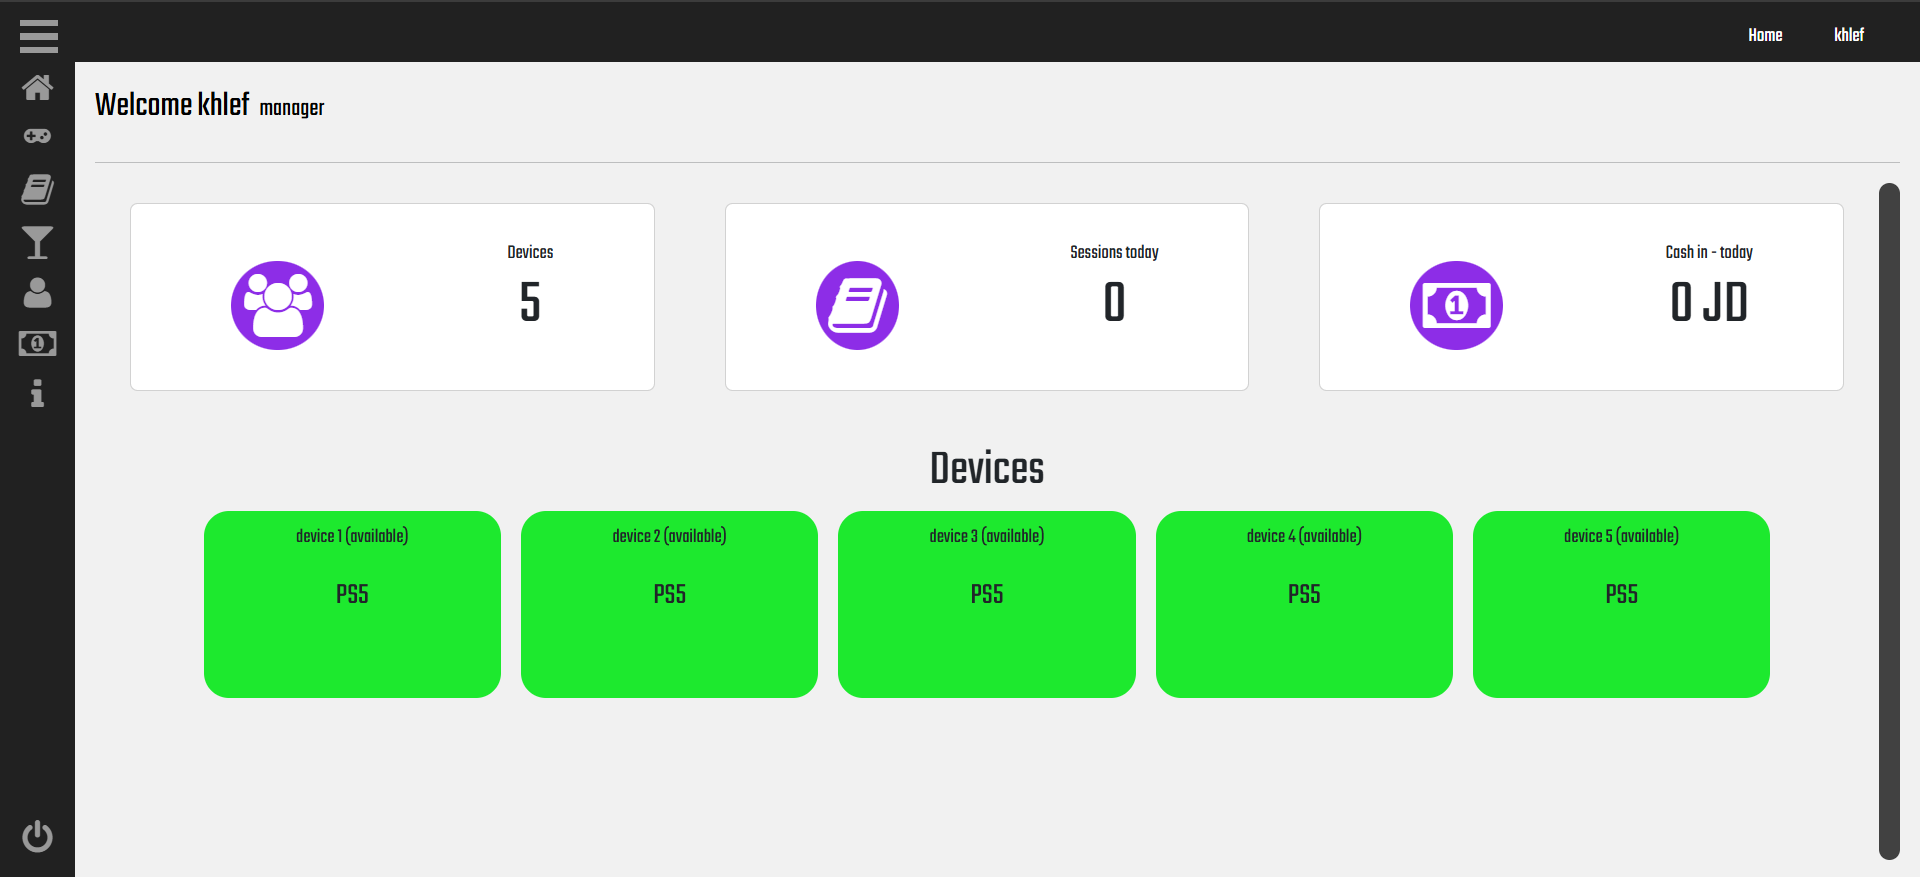 Home khlef
Welcome khlef manager
Devices
5
Sessions today
0
Cash in - today
0 JD
Devices
device 1 (available)
PS5
device 2 (available)
PS5
device 3 (available)
PS5
device 4 (available)
PS5
device 5 (available)
PS5